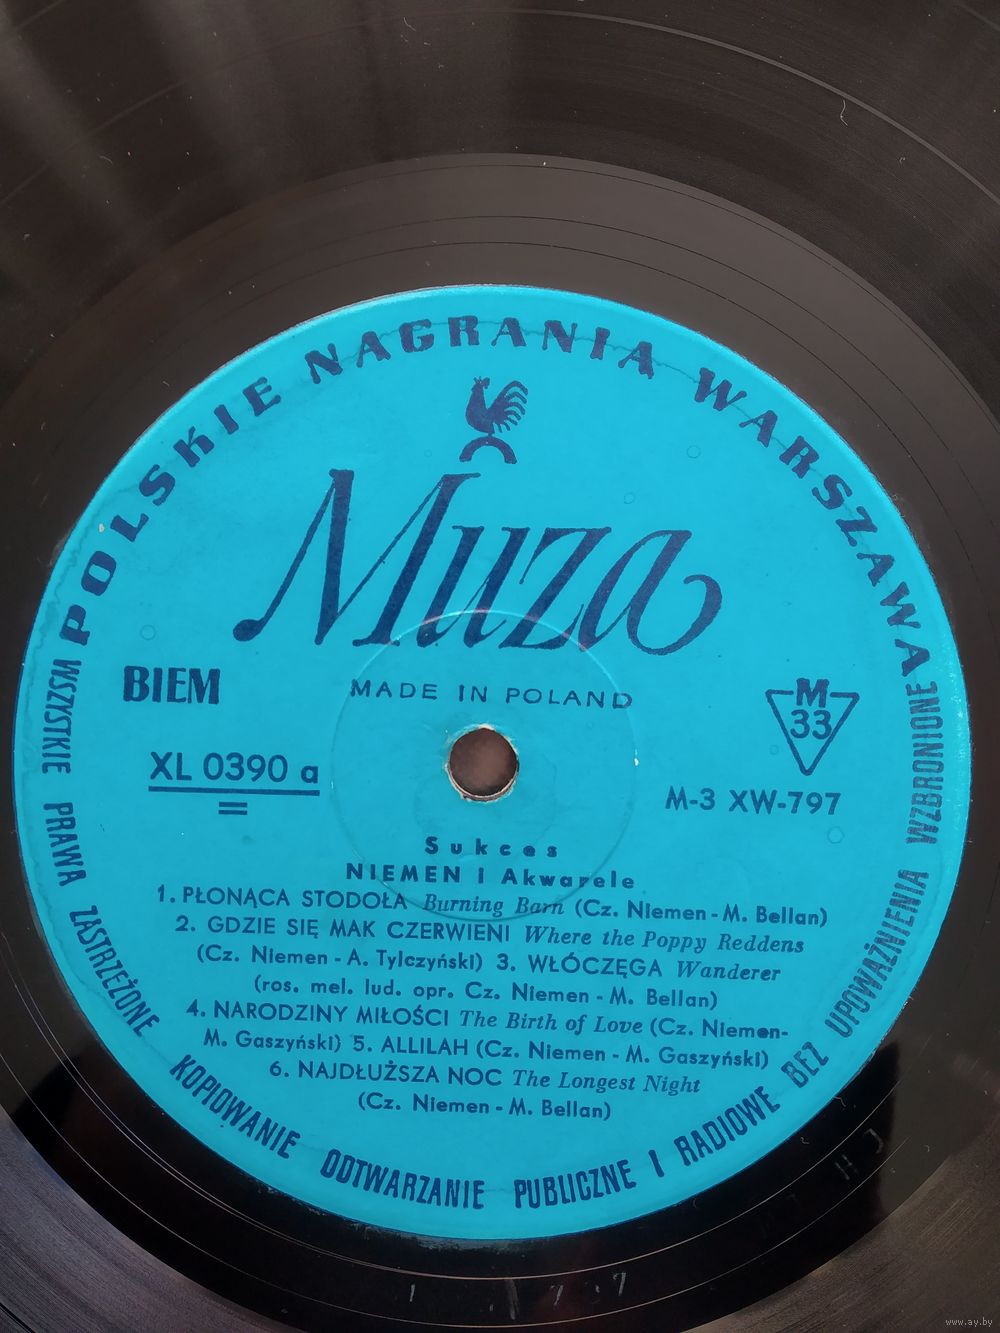 POLSKIE NAGRANIA WARSZAWA
Muza
MADE IN POLAND
BIEM
M
33
XL 0390 a
=
M-3 XW-797
Sukces
NIEMEN i Akwarele
1. PŁONĄCA STODOŁA Burning Barn (Cz. Niemen - M. Bellan)
2. GDZIE SIĘ MAK CZERWIENI Where the Poppy Reddens
(Cz. Niemen - A. Tylczyński) 3. WŁÓCZĘGA Wanderer
(ros. mel. lud. opr. Cz. Niemen - M. Bellan)
4. NARODZINY MIŁOŚCI The Birth of Love (Cz. Niemen-
M. Gaszyński) 5. ALLILAH (Cz. Niemen - M. Gaszyński)
6. NAJDŁUŻSZA NOC The Longest Night
(Cz. Niemen - M. Bellan)
WSZYSTKIE PRAWA ZASTRZEŻONE KOPIOWANIE ODTWARZANIE PUBLICZNE I RADIOWE BEZ UPOWAŻNIENIA WZBRONIONE
www.ay.by